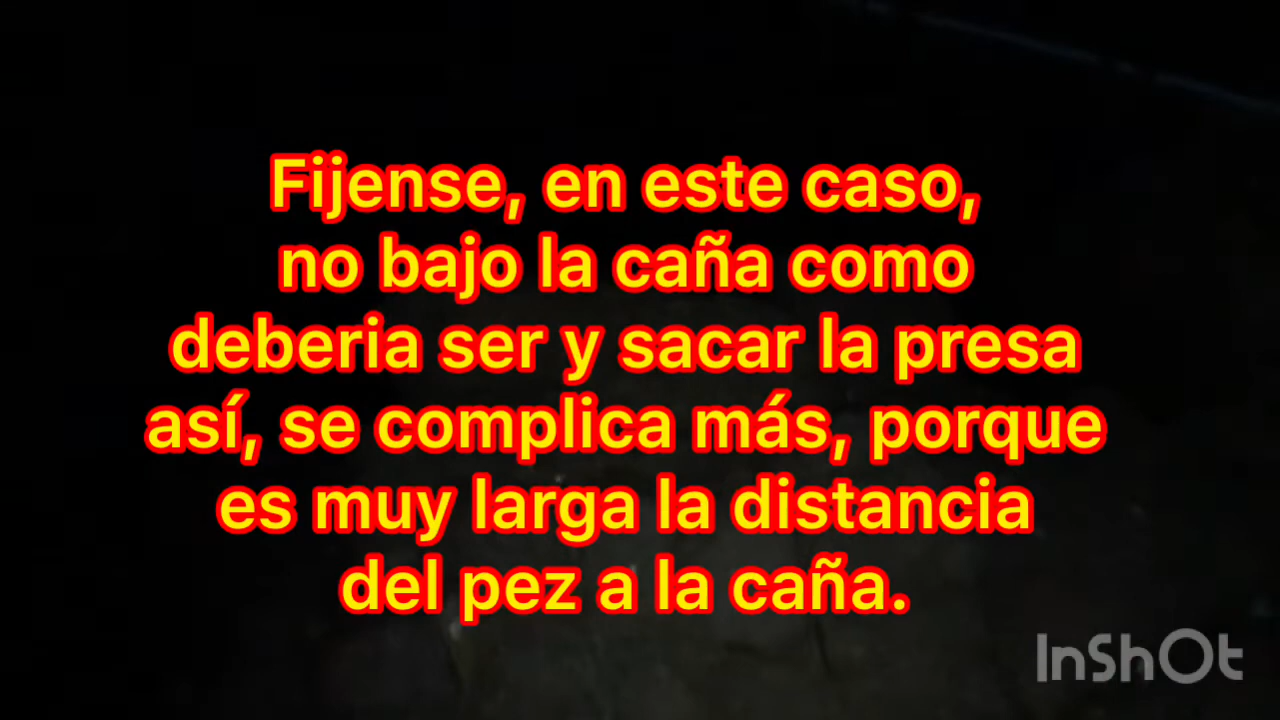 Fijense, en este caso,
no bajo la caña como
deberia ser y sacar la presa
así, se complica más, porque
es muy larga la distancia
del pez a la caña.
InShOt